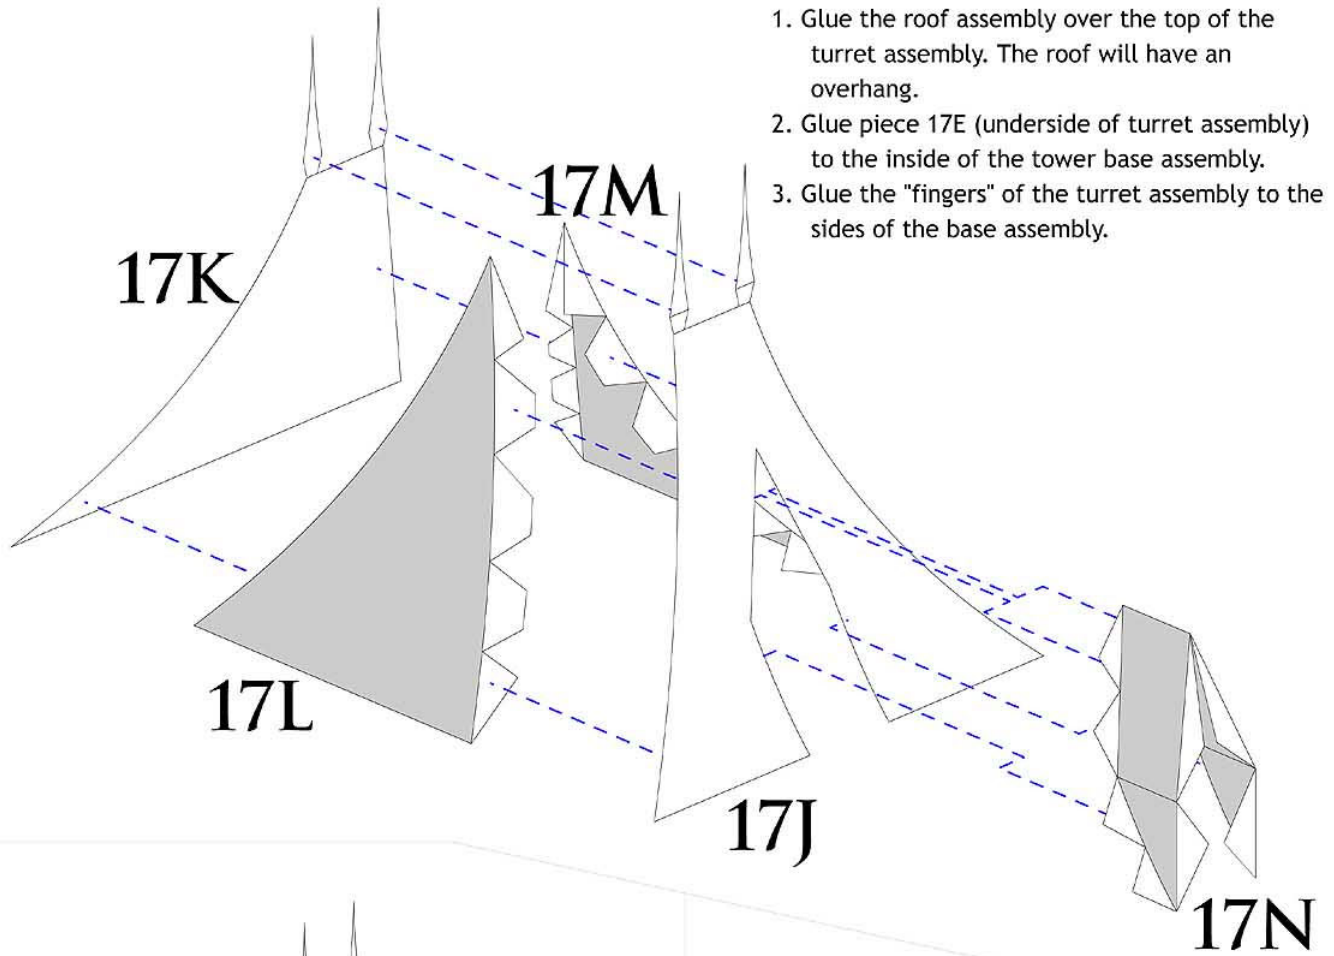 1. Glue the roof assembly over the top of the
turret assembly. The roof will have an
overhang.
2. Glue piece 17E (underside of turret assembly)
to the inside of the tower base assembly.
3. Glue the "fingers" of the turret assembly to the
sides of the base assembly.
17M
17K
17L
17J
17N